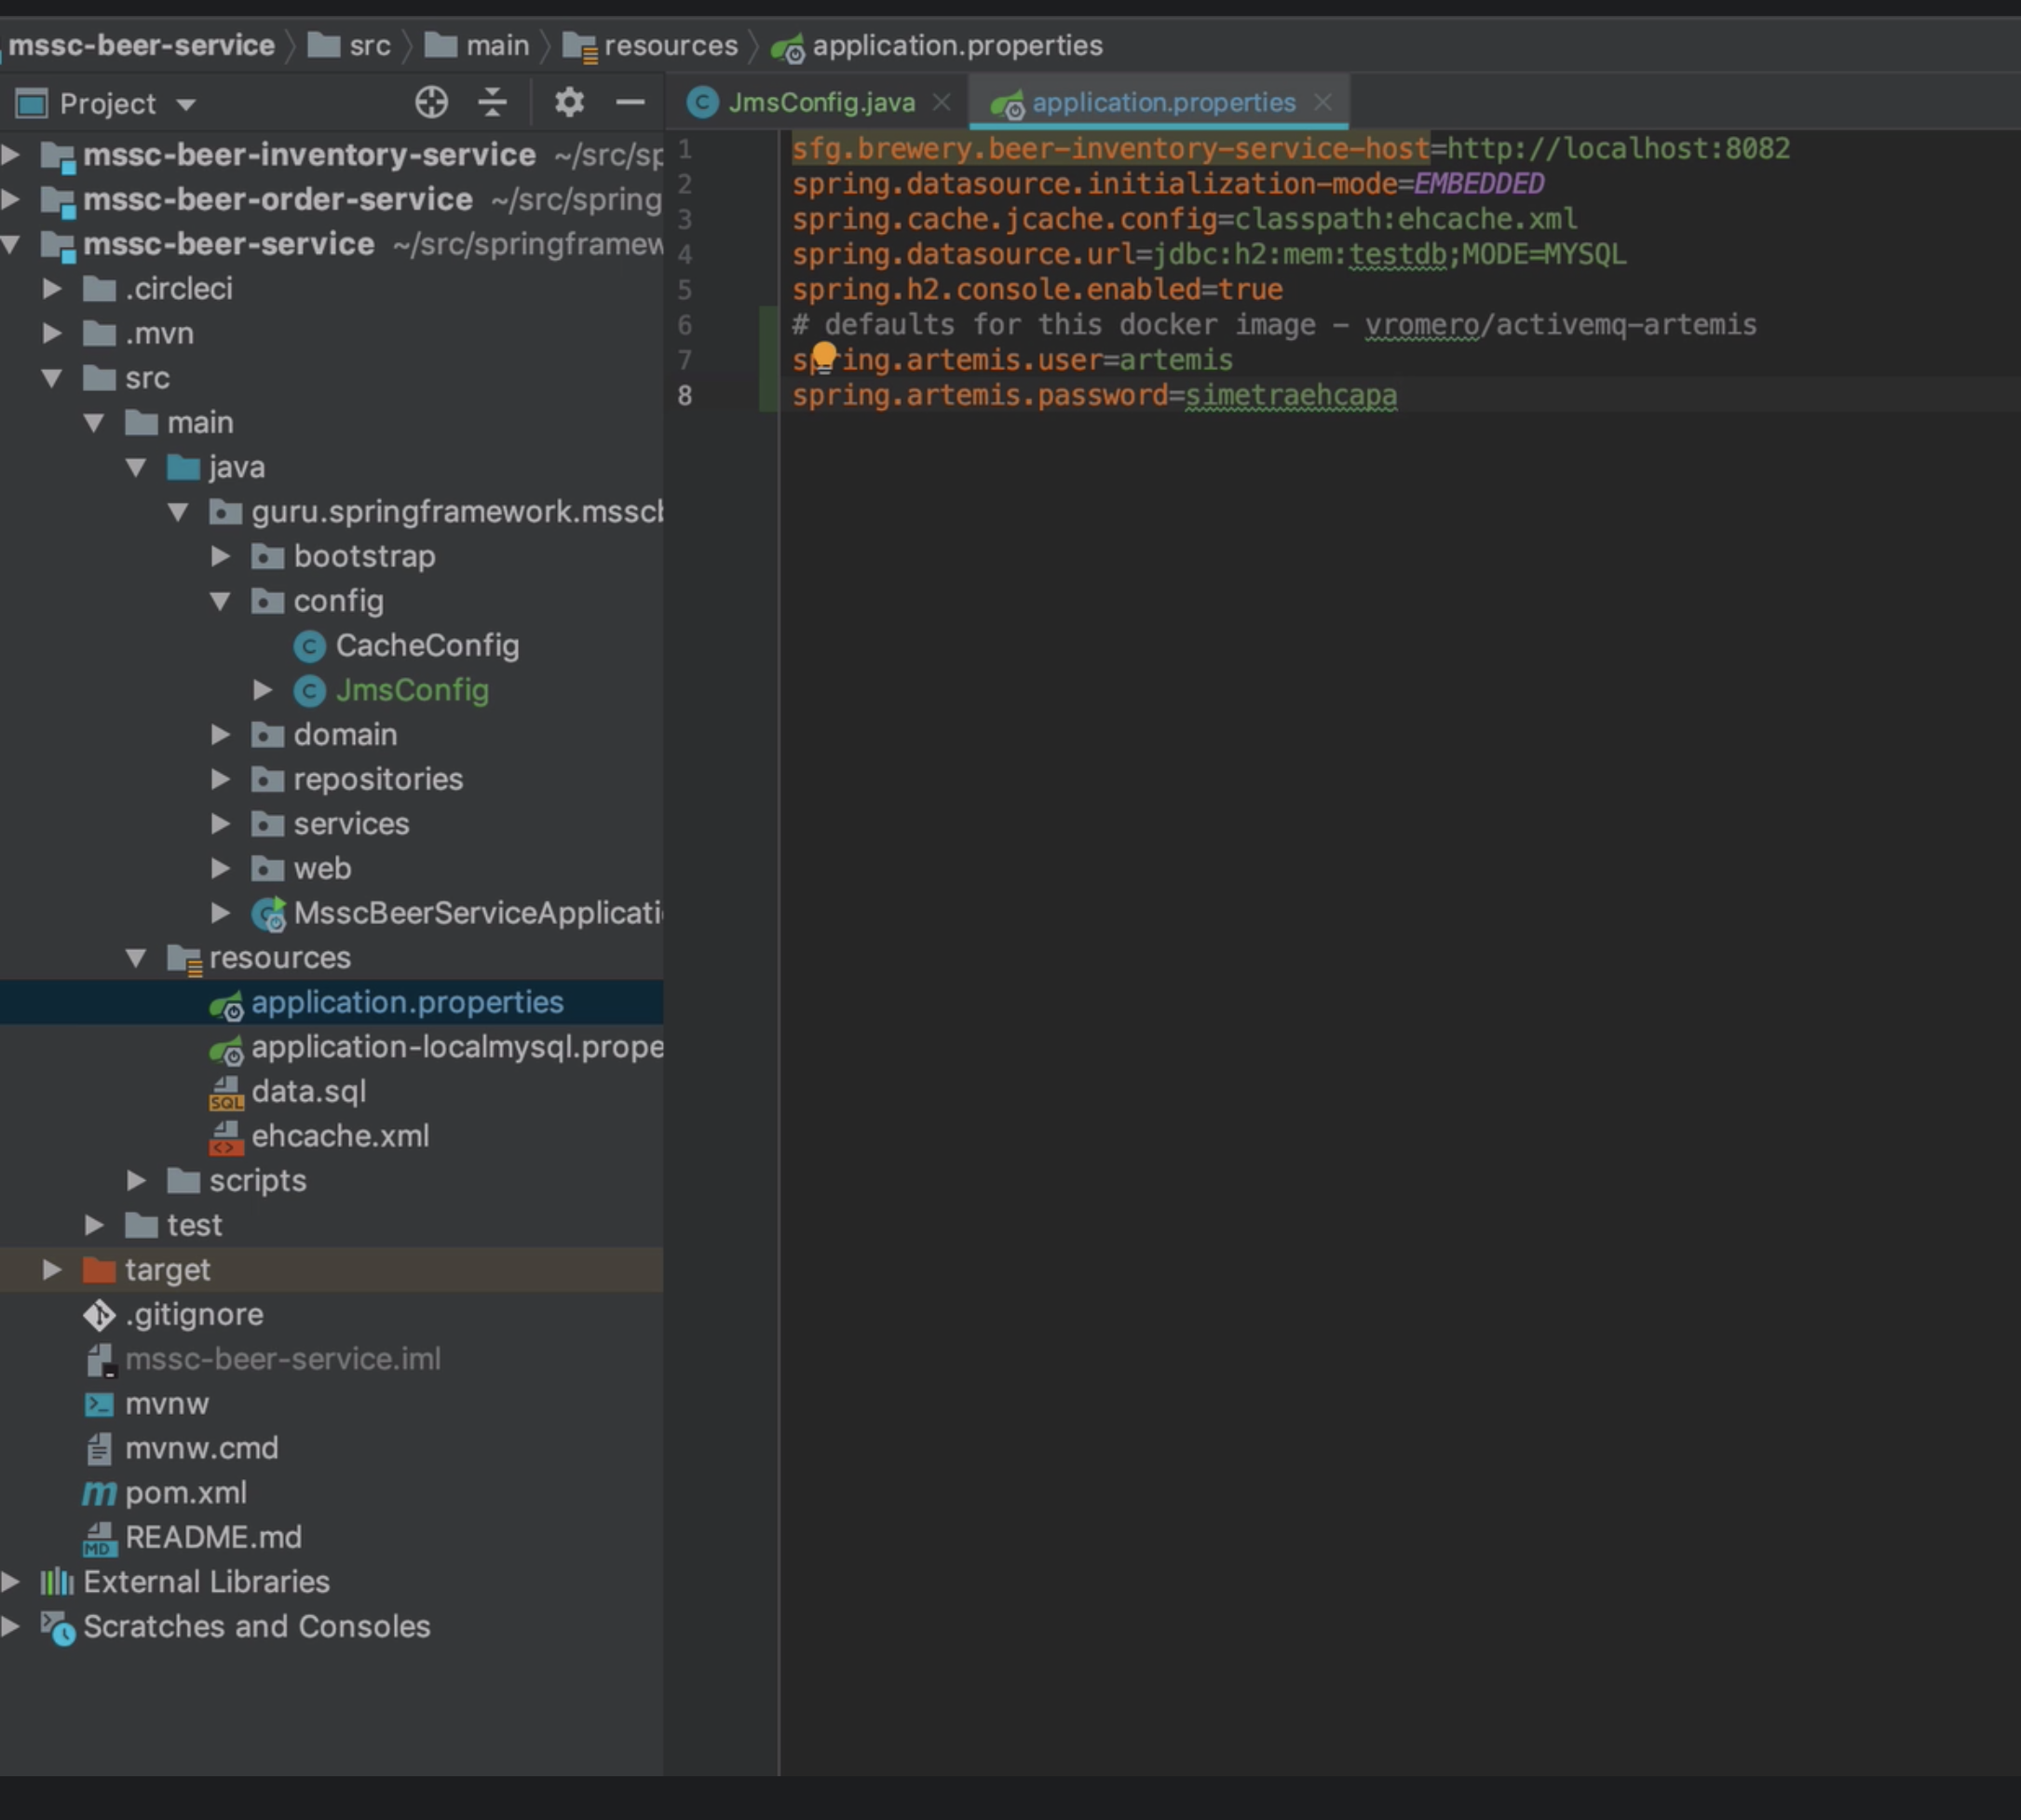 mssc-beer-service src main resources application.properties
Project
JmsConfig.java application.properties
mssc-beer-inventory-service ~/src/sp
mssc-beer-order-service ~/src/spring
mssc-beer-service ~/src/springframew
.circleci
.mvn
src
main
java
guru.springframework.msscb
bootstrap
config
C CacheConfig
C JmsConfig
domain
repositories
services
web
MsscBeerServiceApplicati
resources
application.properties
application-localmysql.prope
SQL data.sql
<> ehcache.xml
scripts
test
target
.gitignore
mssc-beer-service.iml
mvnw
mvnw.cmd
m pom.xml
MD README.md
External Libraries
Scratches and Consoles
1 sfg.brewery.beer-inventory-service-host=http://localhost:8082
2 spring.datasource.initialization-mode=EMBEDDED
3 spring.cache.jcache.config=classpath:ehcache.xml
4 spring.datasource.url=jdbc:h2:mem:testdb;MODE=MYSQL
5 spring.h2.console.enabled=true
6 # defaults for this docker image - vromero/activemq-artemis
7 spring.artemis.user=artemis
8 spring.artemis.password=simetraehcapa